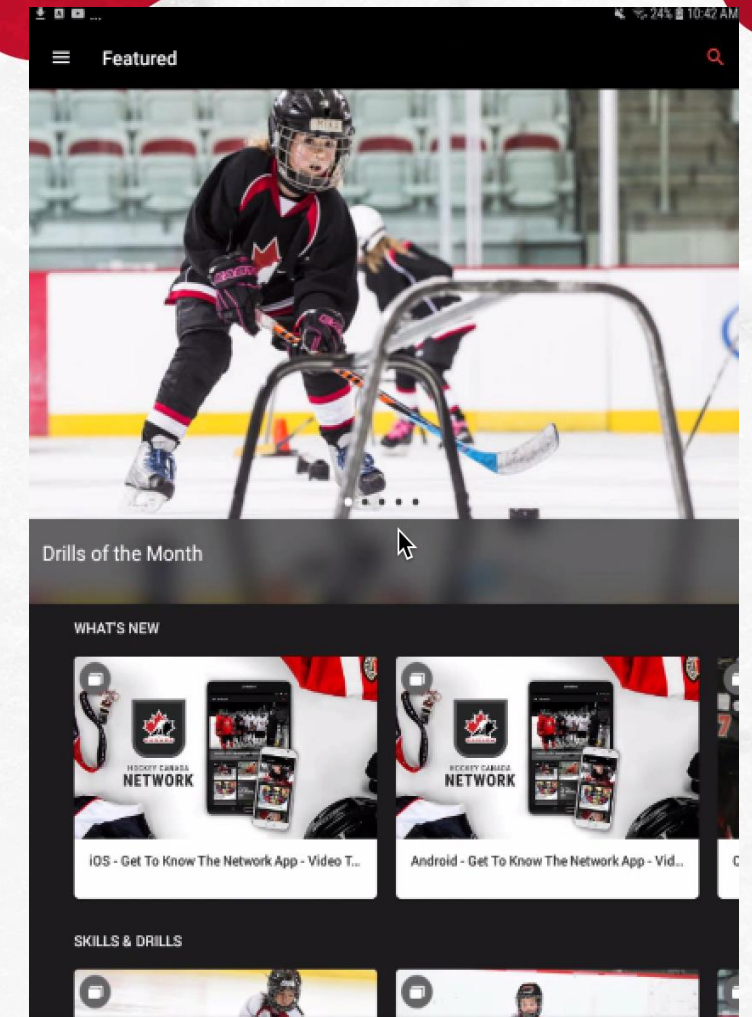 ... 24% 10:42 AM
Featured
Drills of the Month
WHAT'S NEW
HOCKEY CANADA
NETWORK
HOCKEY CANADA
NETWORK
iOS - Get To Know The Network App - Video T...
Android - Get To Know The Network App - Vid...
SKILLS & DRILLS